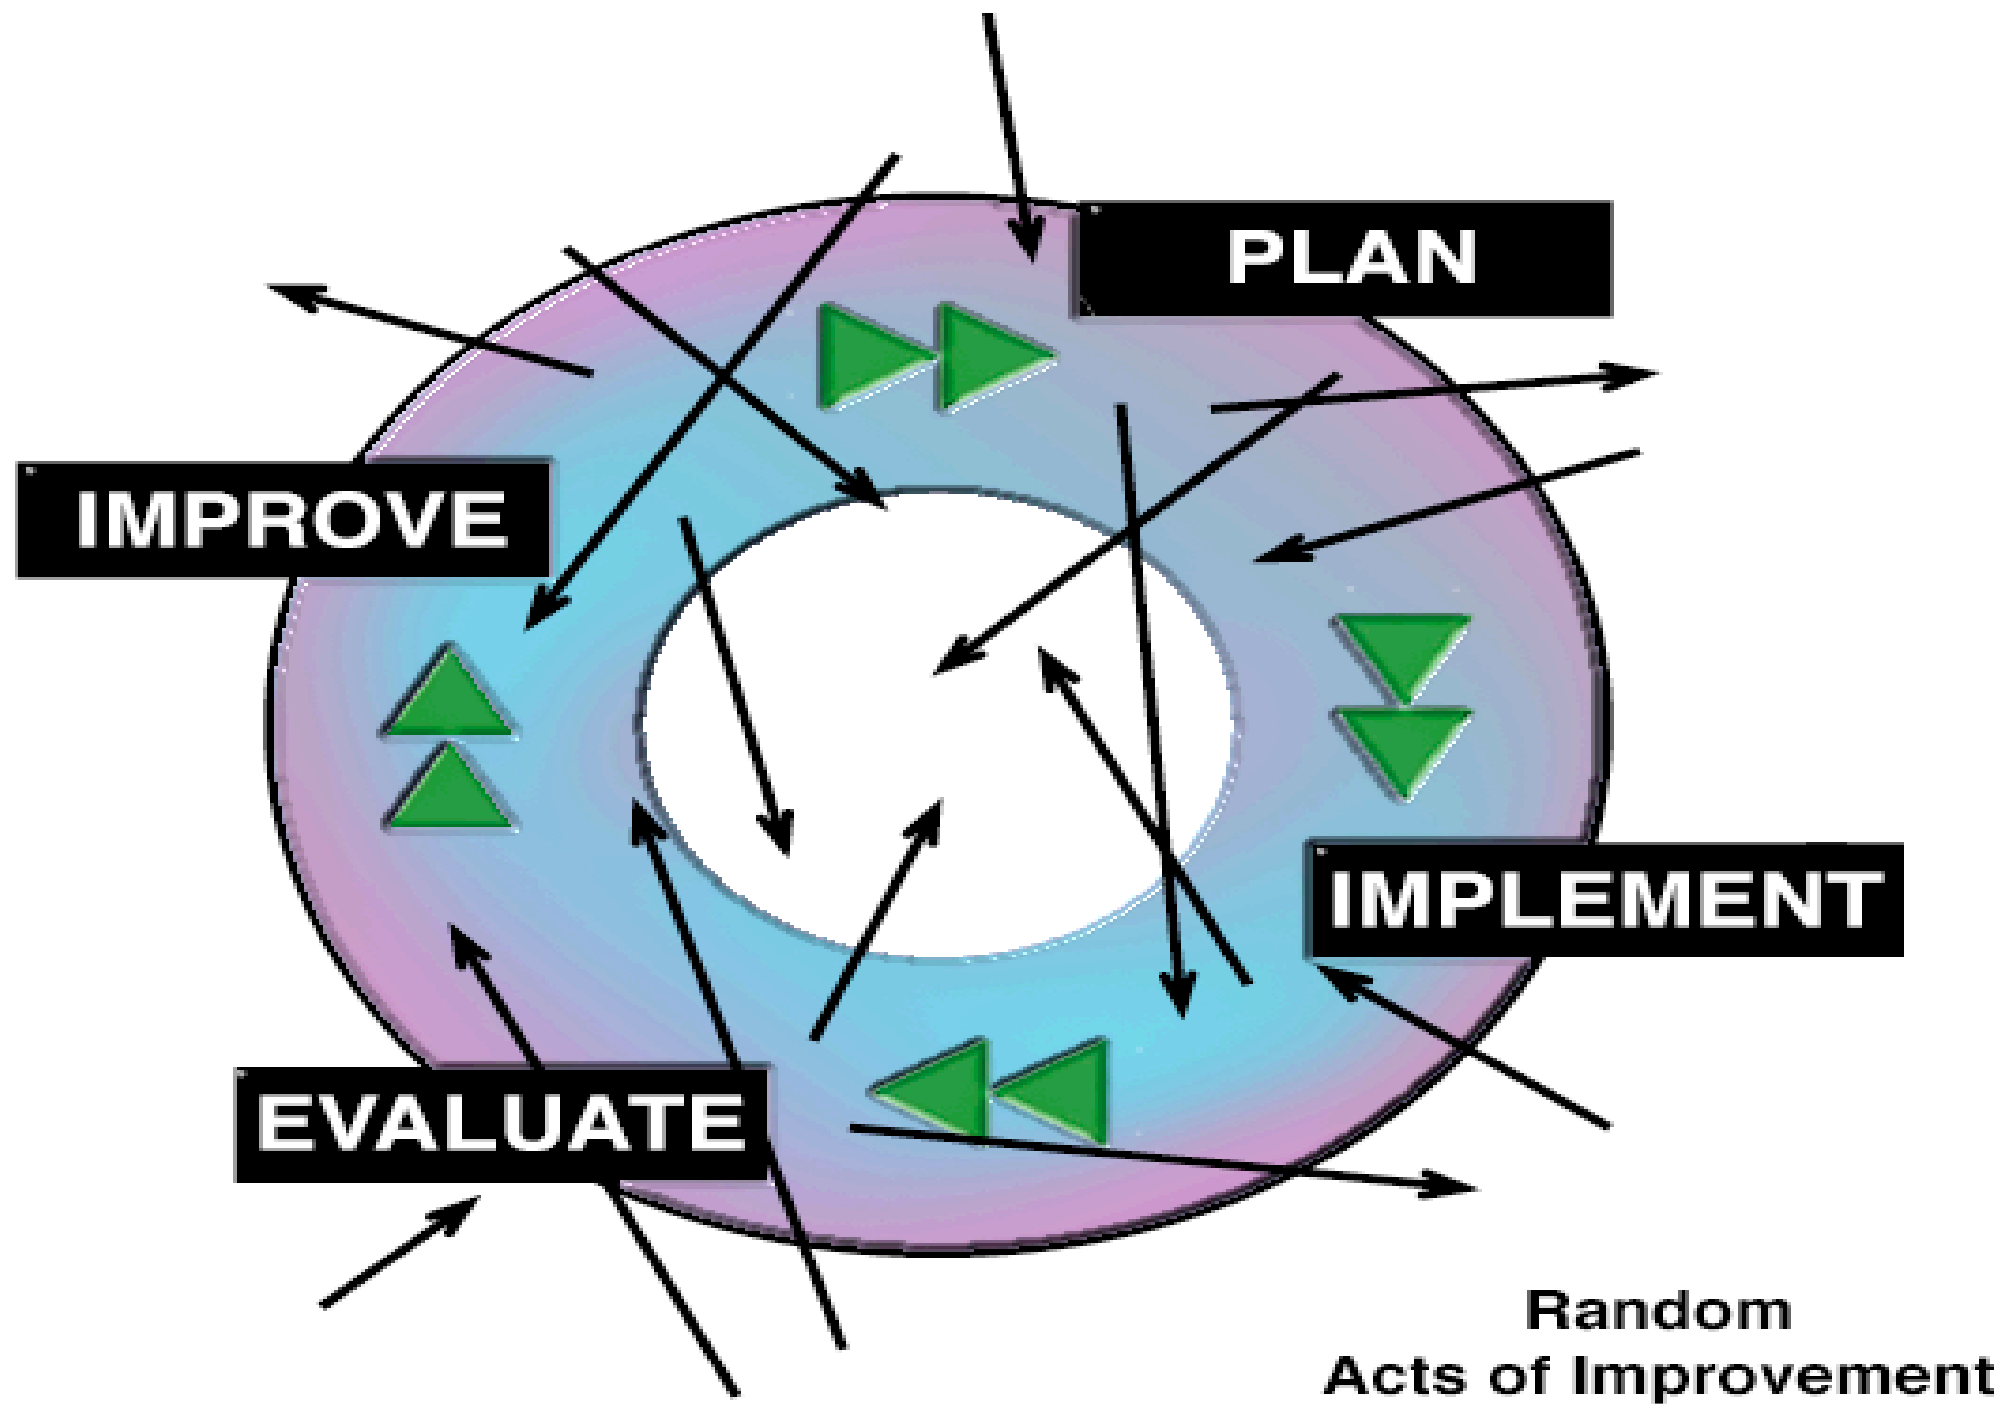 PLAN
IMPROVE
IMPLEMENT
EVALUATE
Random
Acts of Improvement